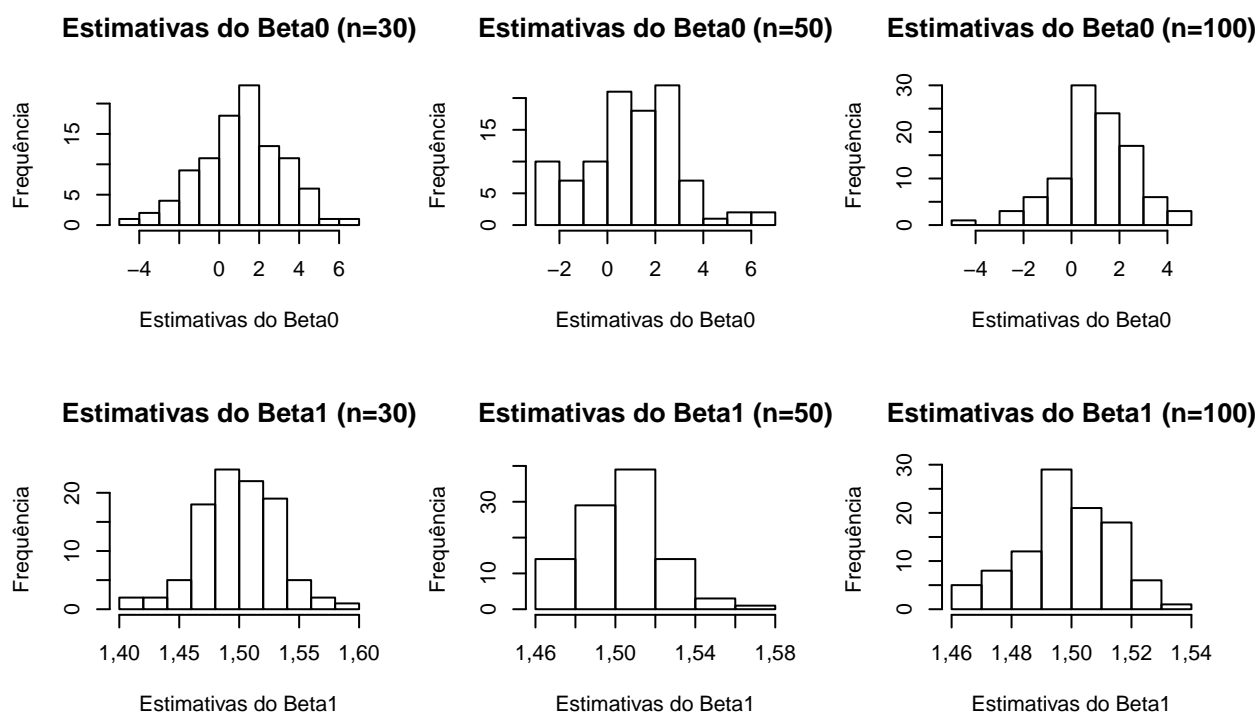 Estimativas do Beta0 (n=30)
Frequência
5
15
−4
0
2
4
6
Estimativas do Beta0
Estimativas do Beta0 (n=50)
Frequência
0
5
15
−2
0
2
4
6
Estimativas do Beta0
Estimativas do Beta0 (n=100)
Frequência
0
10
20
30
−4
−2
0
2
4
Estimativas do Beta0
Estimativas do Beta1 (n=30)
Frequência
0
10
20
1,40
1,45
1,50
1,55
1,60
Estimativas do Beta1
Estimativas do Beta1 (n=50)
Frequência
0
10
30
1,46
1,50
1,54
1,58
Estimativas do Beta1
Estimativas do Beta1 (n=100)
Frequência
0
10
20
30
1,46
1,48
1,50
1,52
1,54
Estimativas do Beta1